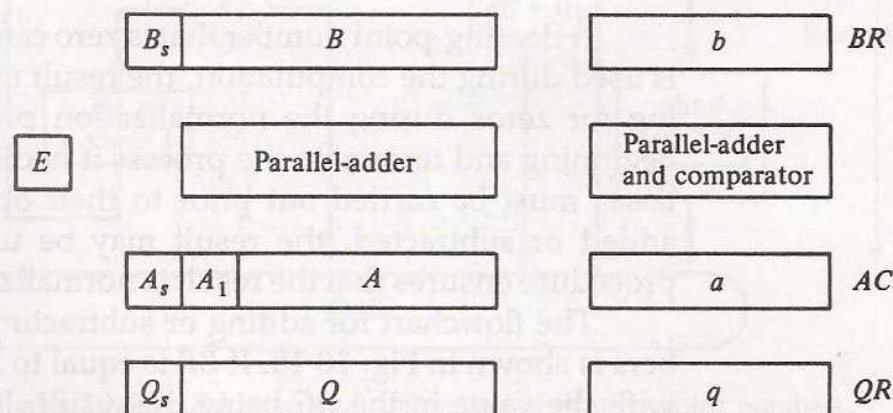 B_s B b BR
E Parallel-adder Parallel-adder
and comparator
A_s A_1 A a AC
Q_s Q q QR